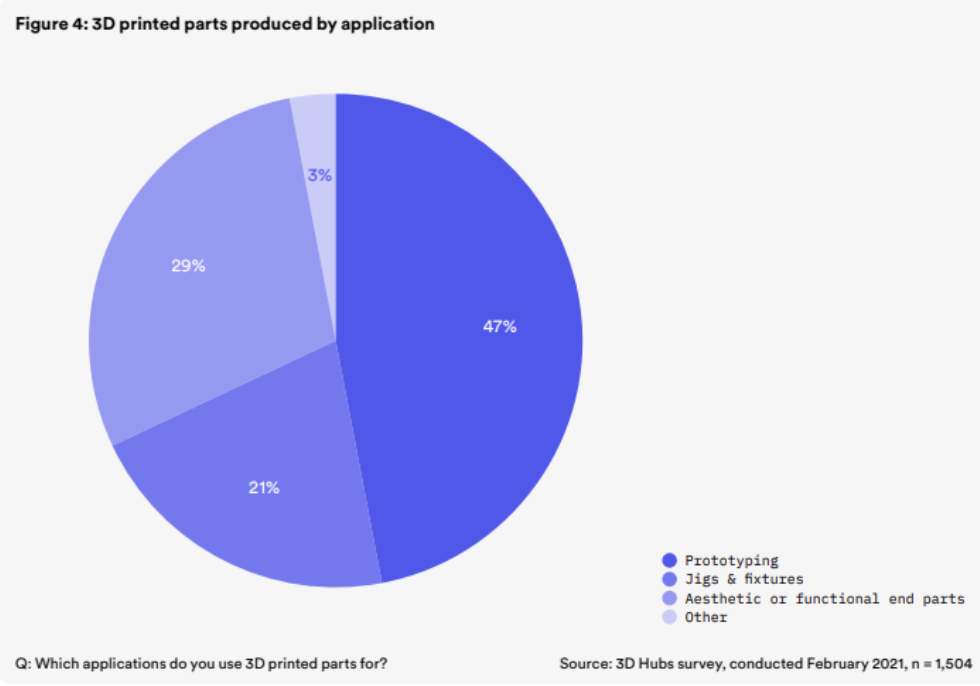 Figure 4: 3D printed parts produced by application
3%
29%
47%
21%
Prototyping
Jigs & fixtures
Aesthetic or functional end parts
Other
Q: Which applications do you use 3D printed parts for?
Source: 3D Hubs survey, conducted February 2021, n = 1,504